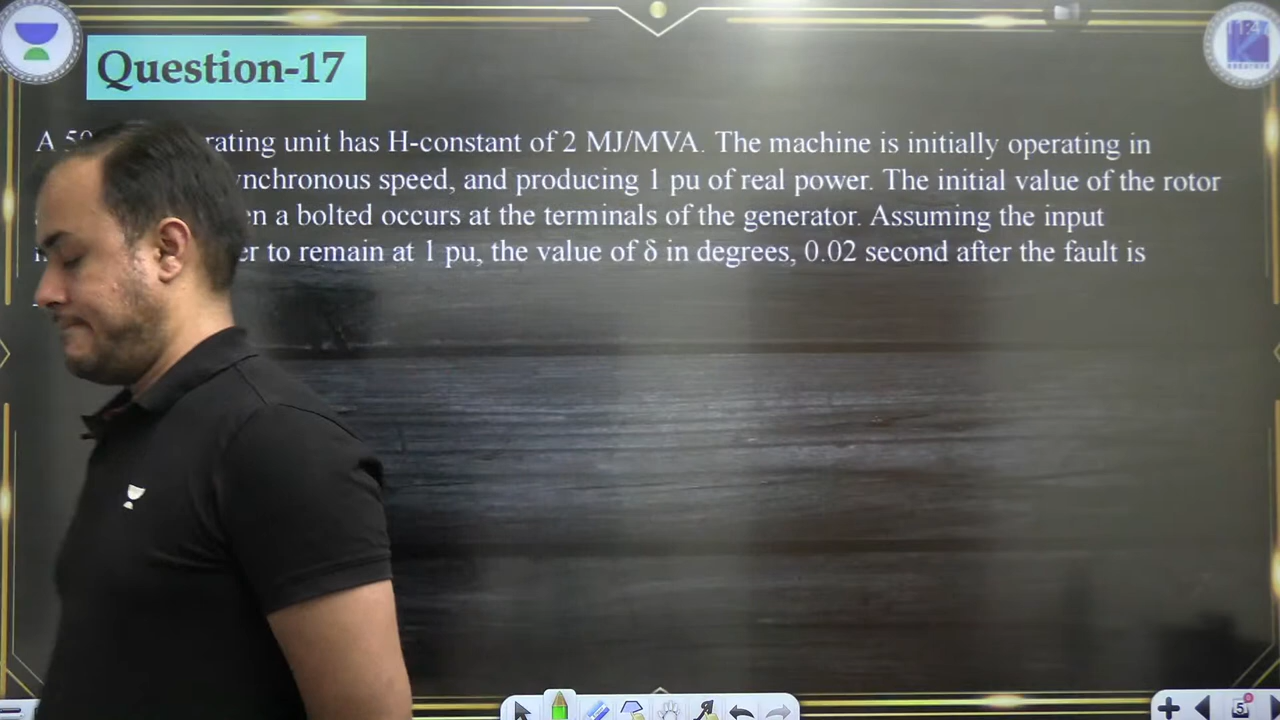 Question-17
A 50 rating unit has H-constant of 2 MJ/MVA. The machine is initially operating in
ynchronous speed, and producing 1 pu of real power. The initial value of the rotor
en a bolted occurs at the terminals of the generator. Assuming the input
er to remain at 1 pu, the value of δ in degrees, 0.02 second after the fault is
5